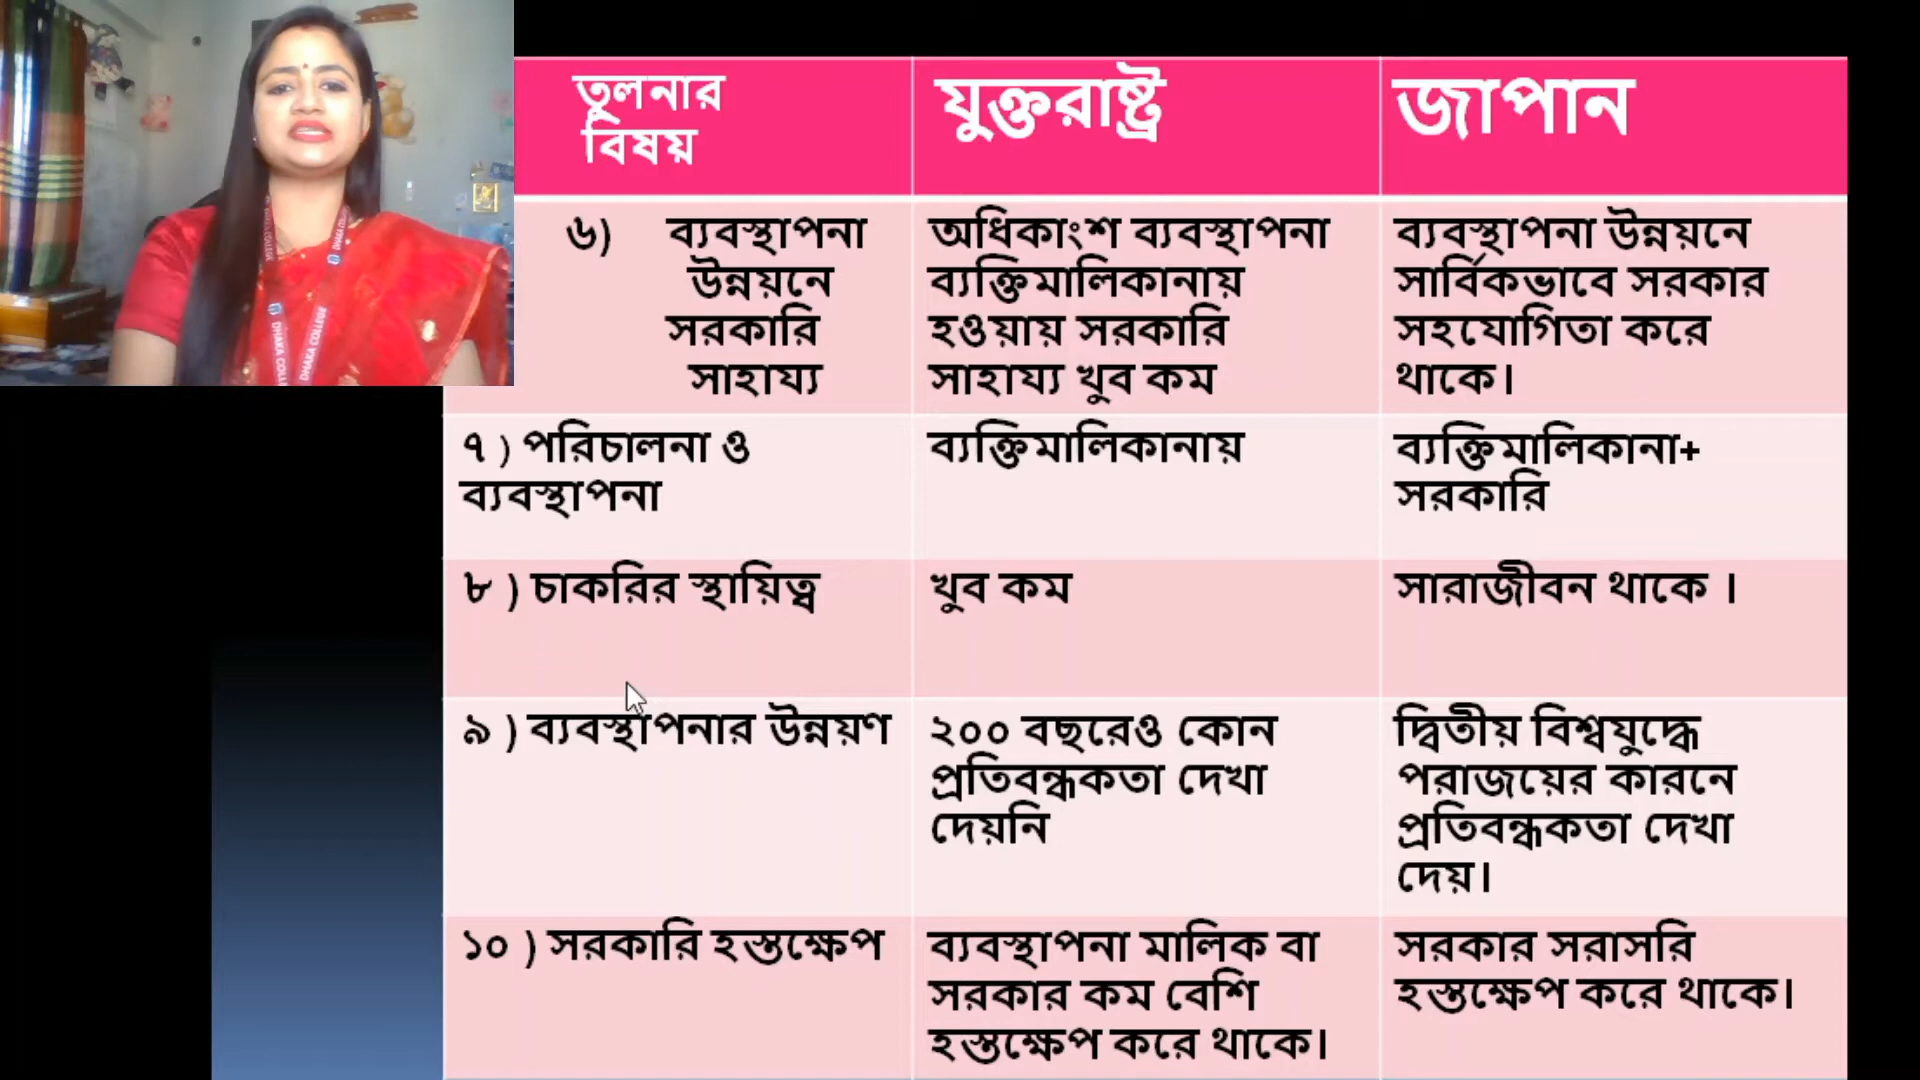 তুলনার
বিষয়
যুক্তরাষ্ট্র
জাপান
৬) ব্যবস্থাপনা
উন্নয়নে
সরকারি
সাহায্য
অধিকাংশ ব্যবস্থাপনা
ব্যক্তিমালিকানায়
হওয়ায় সরকারি
সাহায্য খুব কম
ব্যবস্থাপনা উন্নয়নে
সার্বিকভাবে সরকার
সহযোগিতা করে
থাকে।
৭ ) পরিচালনা ও
ব্যবস্থাপনা
ব্যক্তিমালিকানায়
ব্যক্তিমালিকানা+
সরকারি
৮ ) চাকরির স্থায়িত্ব
খুব কম
সারাজীবন থাকে ।
৯ ) ব্যবস্থাপনার উন্নয়ণ
২০০ বছরেও কোন
প্রতিবন্ধকতা দেখা
দেয়নি
দ্বিতীয় বিশ্বযুদ্ধে
পরাজয়ের কারনে
প্রতিবন্ধকতা দেখা
দেয়।
১০ ) সরকারি হস্তক্ষেপ
ব্যবস্থাপনা মালিক বা
সরকার কম বেশি
হস্তক্ষেপ করে থাকে।
সরকার সরাসরি
হস্তক্ষেপ করে থাকে।
DHAKA COLLEGE